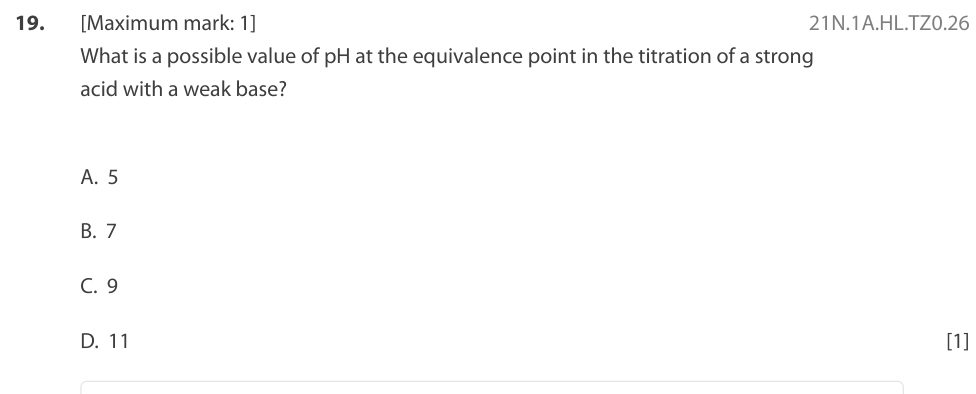 19. [Maximum mark: 1] 21N.1A.HL.TZ0.26
What is a possible value of pH at the equivalence point in the titration of a strong
acid with a weak base?
A. 5
B. 7
C. 9
D. 11 [1]